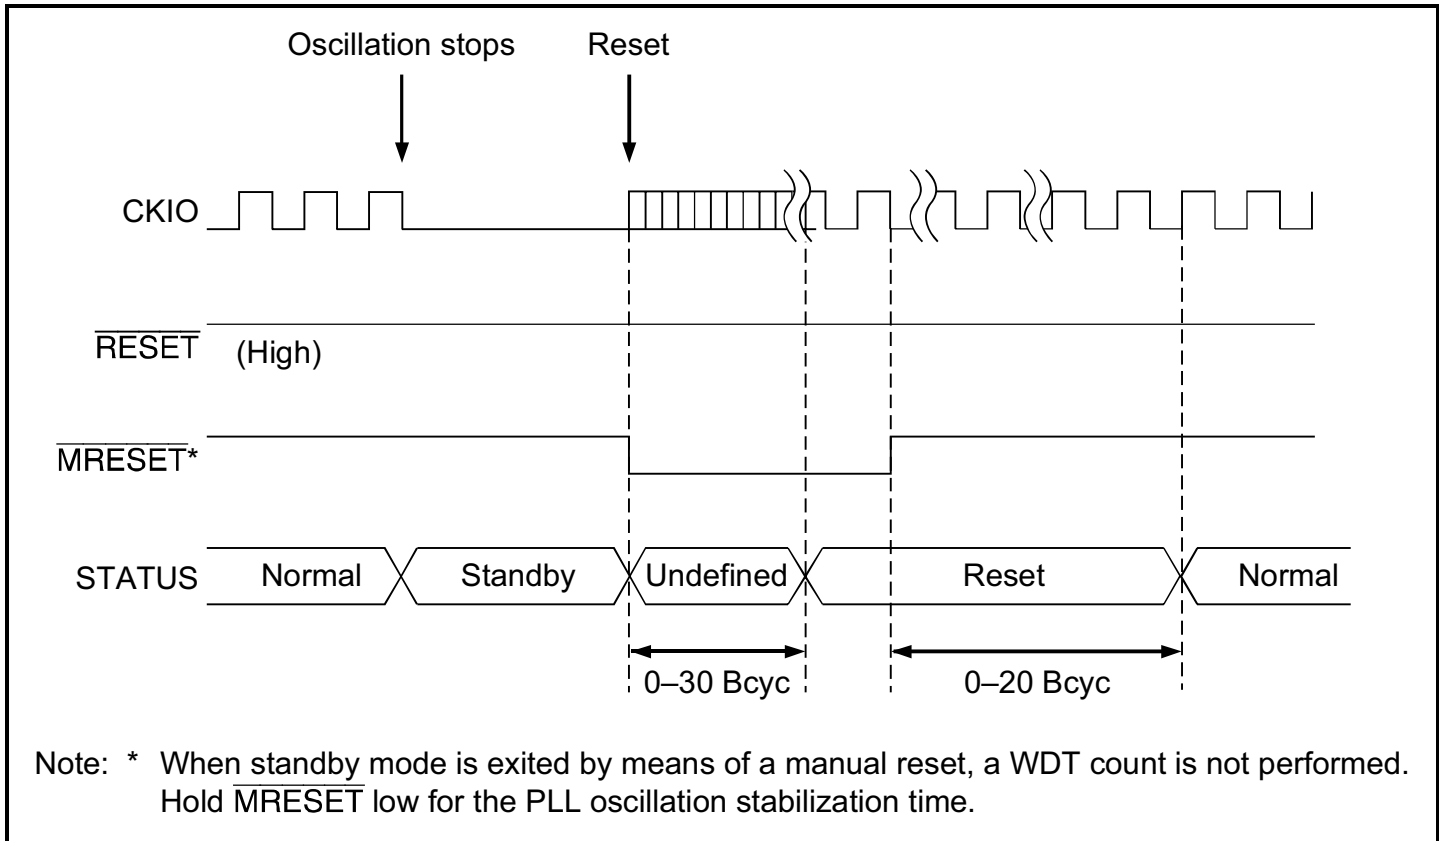 Oscillation stops Reset
CKIO
RESET (High)
MRESET*
STATUS Normal Standby Undefined Reset Normal
0–30 Bcyc 0–20 Bcyc
Note: * When standby mode is exited by means of a manual reset, a WDT count is not performed.
Hold MRESET low for the PLL oscillation stabilization time.